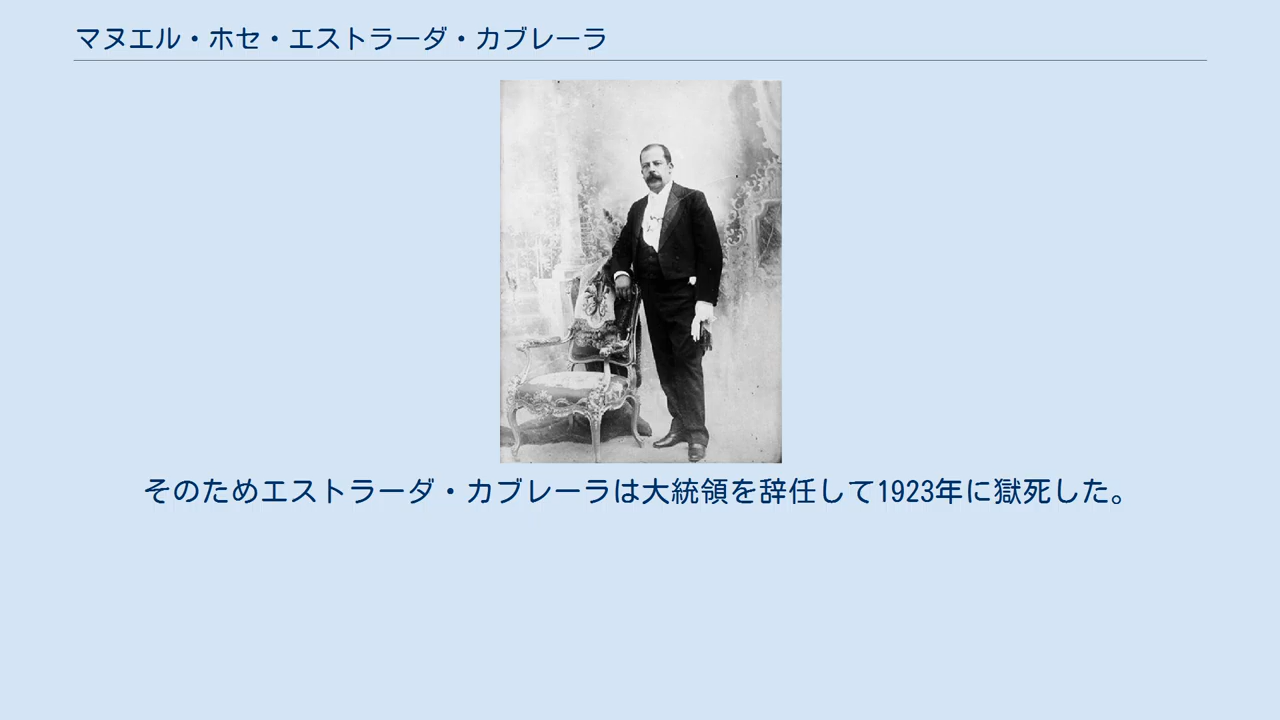 マヌエル・ホセ・エストラーダ・カブレーラ
そのためエストラーダ・カブレーラは大統領を辞任して1923年に獄死した。